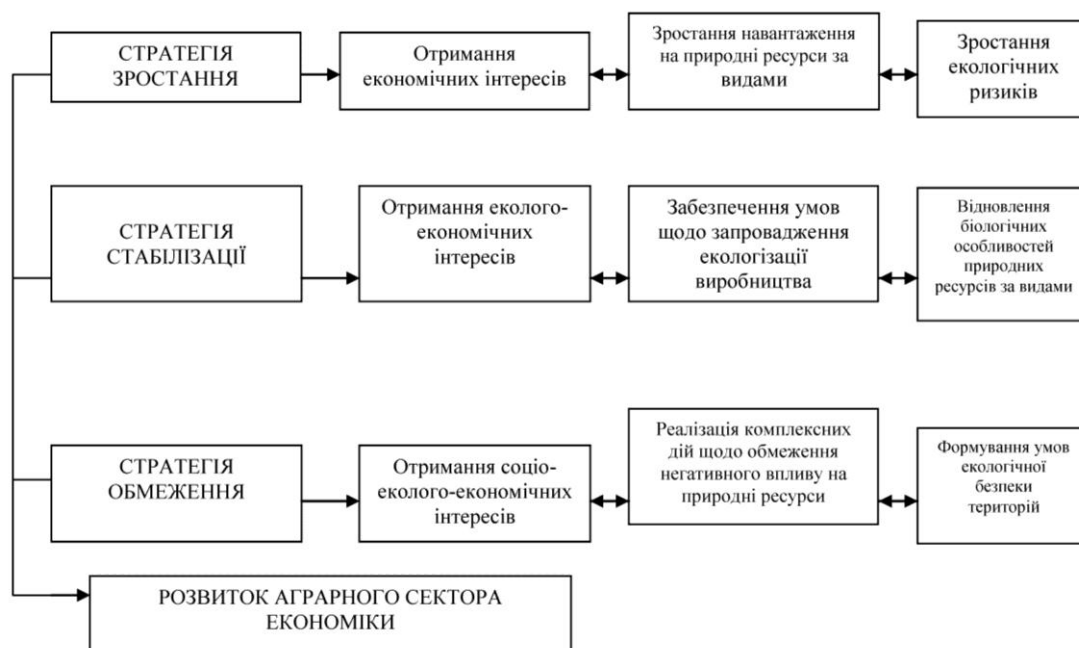 СТРАТЕГІЯ
ЗРОСТАННЯ
Отримання
економічних інтересів
Зростання навантаження
на природні ресурси за
видами
Зростання
екологічних
ризиків
СТРАТЕГІЯ
СТАБІЛІЗАЦІЇ
Отримання еколого-
економічних
інтересів
Забезпечення умов
щодо запровадження
екологізації
виробництва
Відновлення
біологічних
особливостей
природних
ресурсів за видами
СТРАТЕГІЯ
ОБМЕЖЕННЯ
Отримання соціо-
еколого-економічних
інтересів
Реалізація комплексних
дій щодо обмеження
негативного впливу на
природні ресурси
Формування умов
екологічної
безпеки
територій
РОЗВИТОК АГРАРНОГО СЕКТОРА
ЕКОНОМІКИ